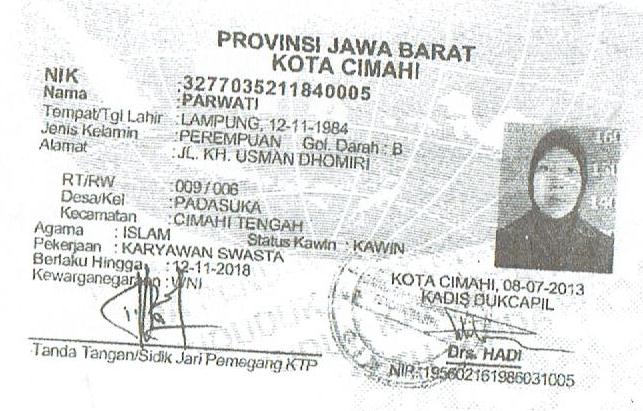 PROVINSI JAWA BARAT
KOTA CIMAHI
NIK : 3277035211840005
Nama : PARWATI
Tempat/Tgl Lahir : LAMPUNG, 12-11-1984
Jenis Kelamin : PEREMPUAN Gol. Darah : B
Alamat : JL. KH. USMAN DHOMIRI
RT/RW : 009 / 006
Desa/Kel : PADASUKA
Kecamatan : CIMAHI TENGAH
Agama : ISLAM Status Kawin : KAWIN
Pekerjaan : KARYAWAN SWASTA
Berlaku Hingga : 12-11-2018
Kewarganegaraan : WNI
KOTA CIMAHI, 08-07-2013
KADIS DUKCAPIL
Drs. HADI
NIP. 195602161986031005
Tanda Tangan/Sidik Jari Pemegang KTP